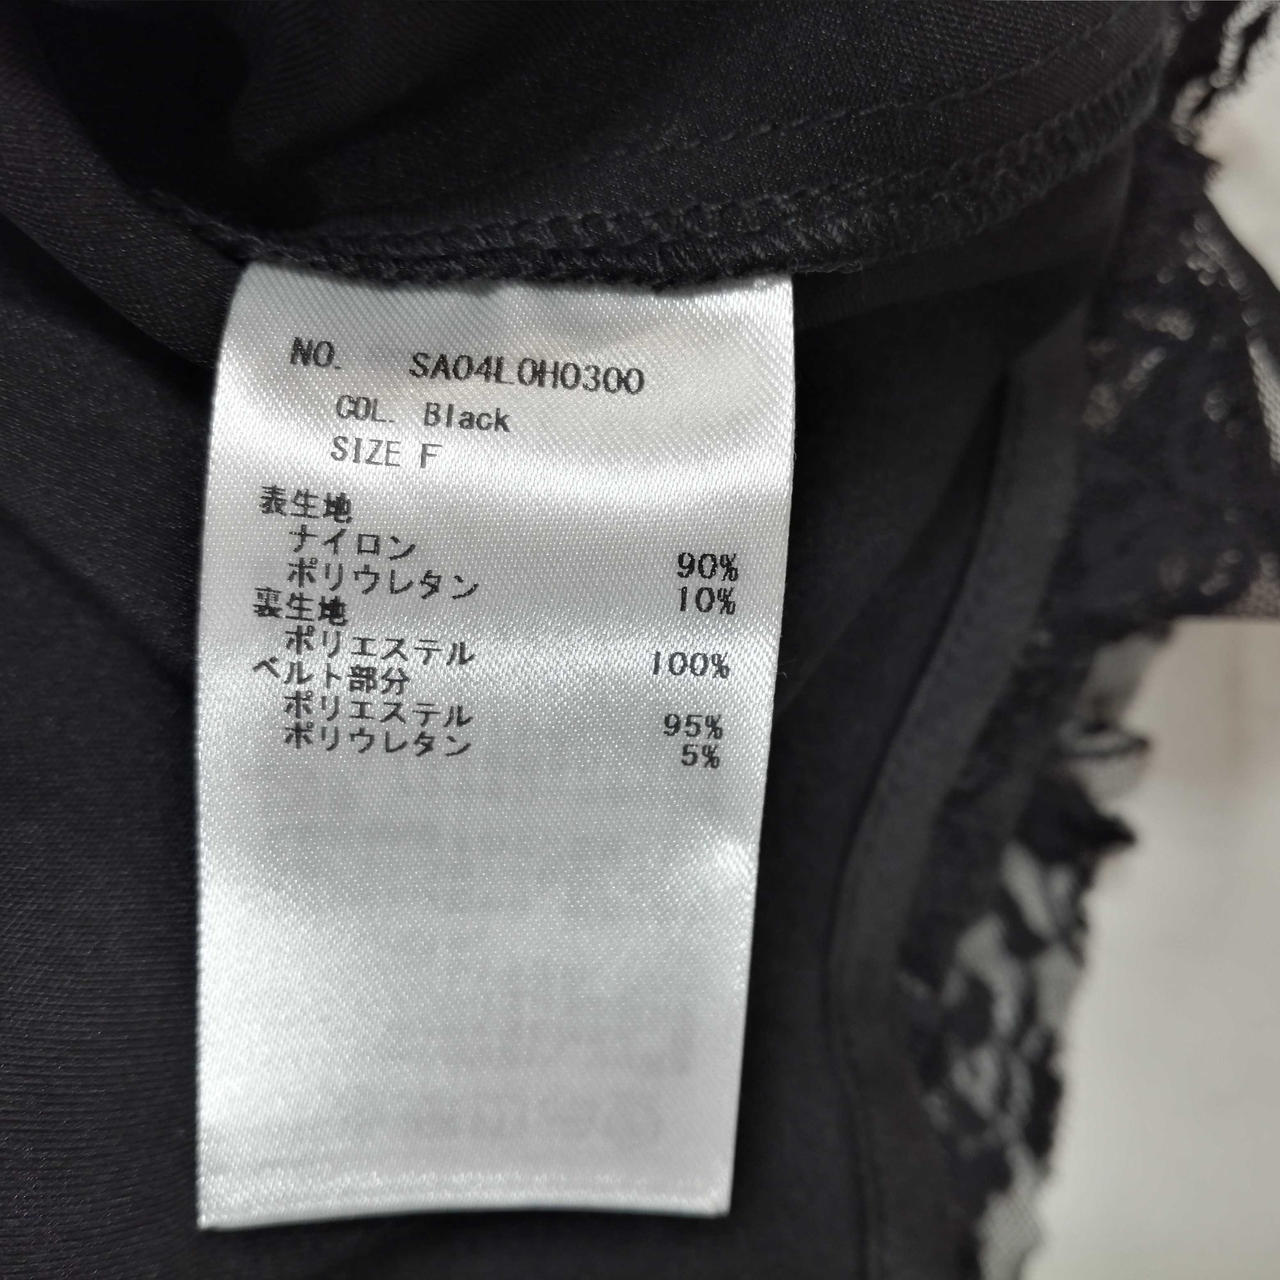 NO. SA04L0H0300
COL. Black
SIZE F
表生地
ナイロン 90%
ポリウレタン 10%
裏生地
ポリエステル 100%
ベルト部分
ポリエステル 95%
ポリウレタン 5%